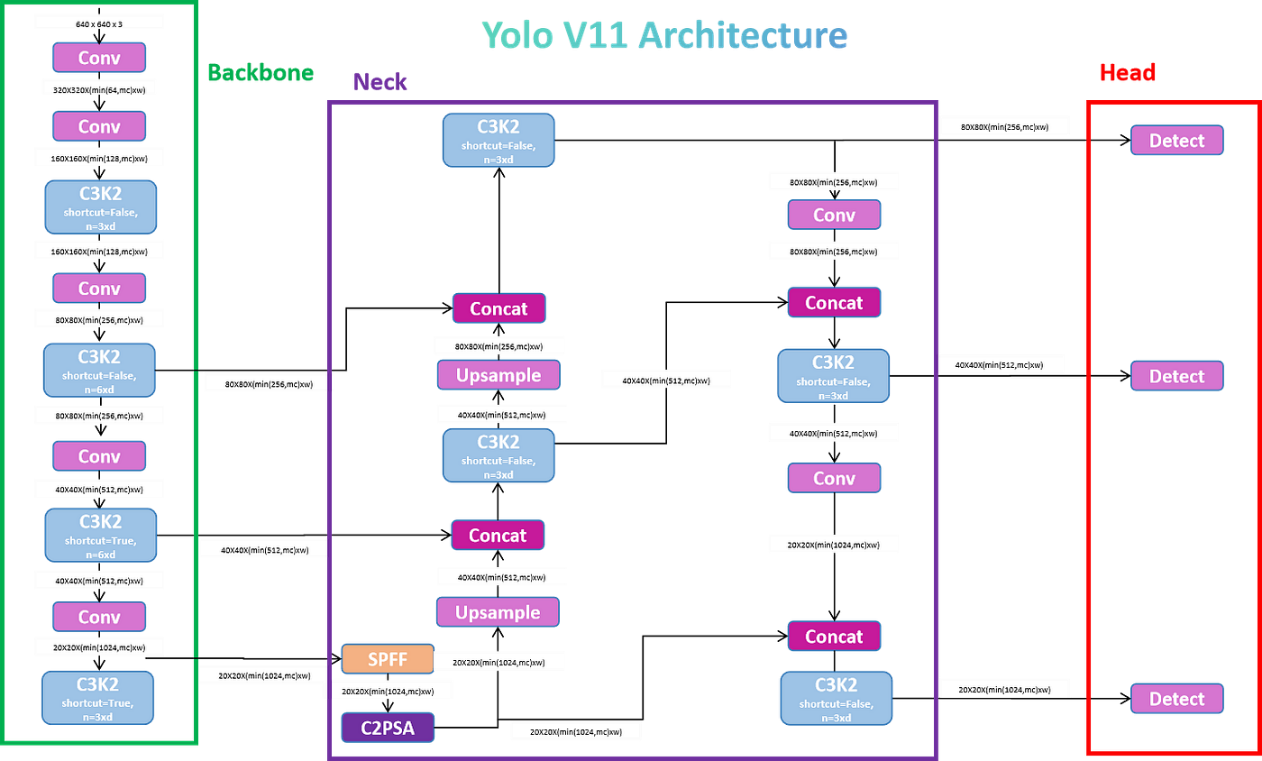 Yolo V11 Architecture
Backbone
640 x 640 x 3
Conv
320X320X(min(64,mc)xw)
Conv
160X160X(min(128,mc)xw)
C3K2
shortcut=False,
n=3xd
160X160X(min(128,mc)xw)
Conv
80X80X(min(256,mc)xw)
C3K2
shortcut=False,
n=6xd
80X80X(min(256,mc)xw)
80X80X(min(256,mc)xw)
Conv
40X40X(min(512,mc)xw)
C3K2
shortcut=True,
n=6xd
40X40X(min(512,mc)xw)
40X40X(min(512,mc)xw)
Conv
20X20X(min(1024,mc)xw)
20X20X(min(1024,mc)xw)
C3K2
shortcut=True,
n=3xd
Neck
C3K2
shortcut=False,
n=3xd
Concat
80X80X(min(256,mc)xw)
Upsample
40X40X(min(512,mc)xw)
C3K2
shortcut=False,
n=3xd
40X40X(min(512,mc)xw)
Concat
40X40X(min(512,mc)xw)
Upsample
20X20X(min(1024,mc)xw)
SPFF
20X20X(min(1024,mc)xw)
C2PSA
20X20X(min(1024,mc)xw)
80X80X(min(256,mc)xw)
Conv
80X80X(min(256,mc)xw)
Concat
C3K2
shortcut=False,
n=3xd
40X40X(min(512,mc)xw)
Conv
20X20X(min(1024,mc)xw)
Concat
C3K2
shortcut=False,
n=3xd
Head
80X80X(min(256,mc)xw)
Detect
40X40X(min(512,mc)xw)
Detect
20X20X(min(1024,mc)xw)
Detect